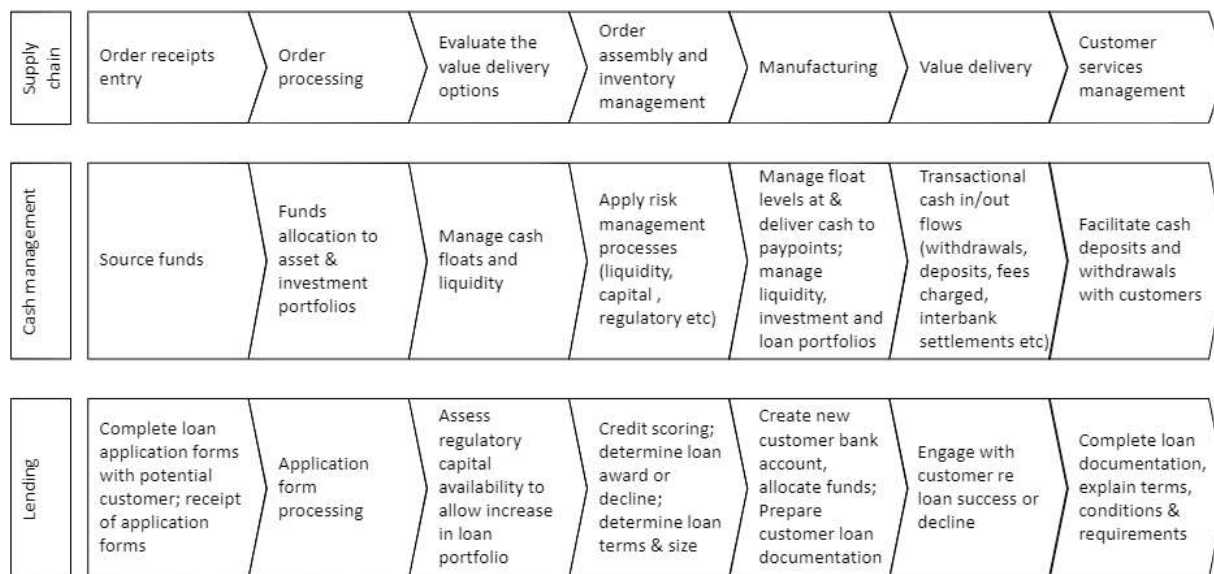 Supply
chain
Order receipts
entry
Order
processing
Evaluate the
value delivery
options
Order
assembly and
inventory
management
Manufacturing
Value delivery
Customer
services
management
Cash management
Source funds
Funds
allocation to
asset &
investment
portfolios
Manage cash
floats and
liquidity
Apply risk
management
processes
(liquidity,
capital ,
regulatory etc)
Manage float
levels at &
deliver cash to
paypoints;
manage
liquidity,
investment and
loan portfolios
Transactional
cash in/out
flows
(withdrawals,
deposits, fees
charged,
interbank
settlements etc)
Facilitate cash
deposits and
withdrawals
with customers
Lending
Complete loan
application forms
with potential
customer; receipt
of application
forms
Application
form
processing
Assess
regulatory
capital
availability to
allow increase
in loan
portfolio
Credit scoring;
determine loan
award or
decline;
determine loan
terms & size
Create new
customer bank
account,
allocate funds;
Prepare
customer loan
documentation
Engage with
customer re
loan success or
decline
Complete loan
documentation,
explain terms,
conditions &
requirements